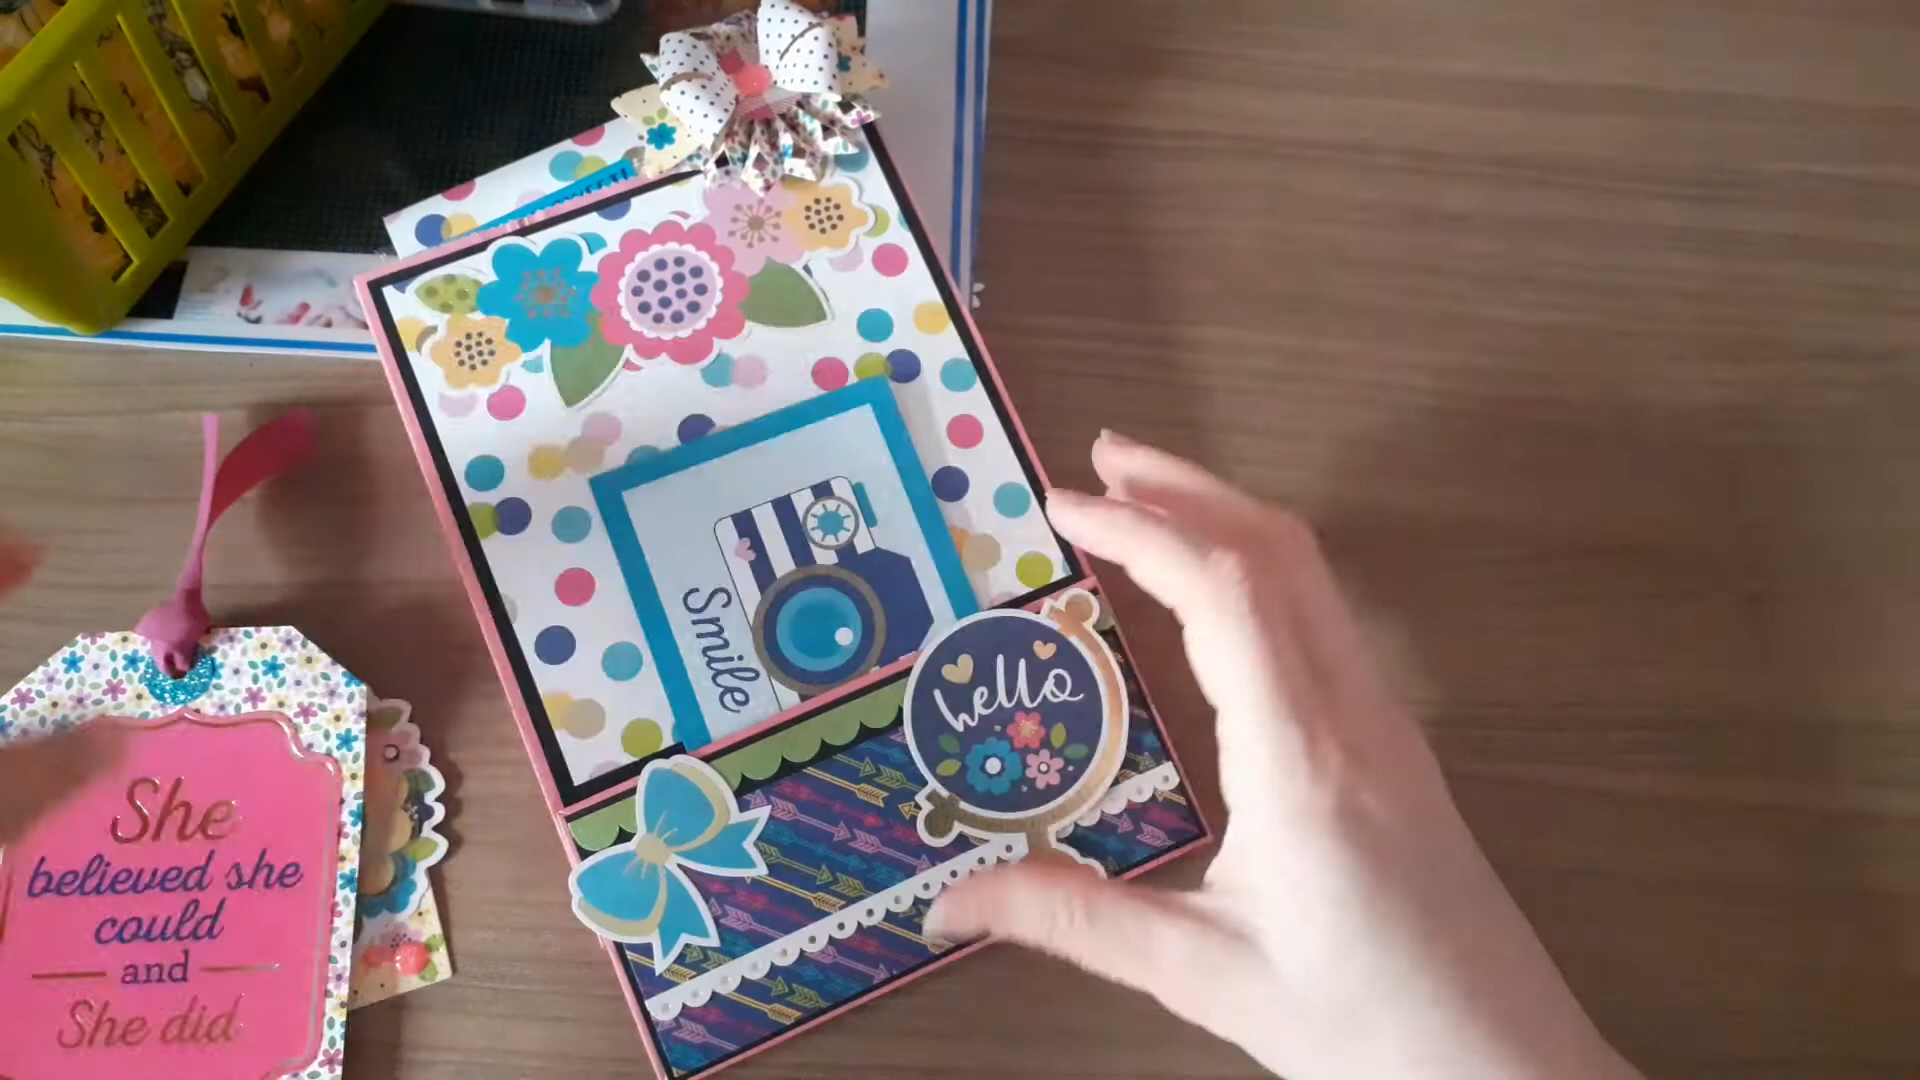 Smile
hello
She
believed she
could
and
She did